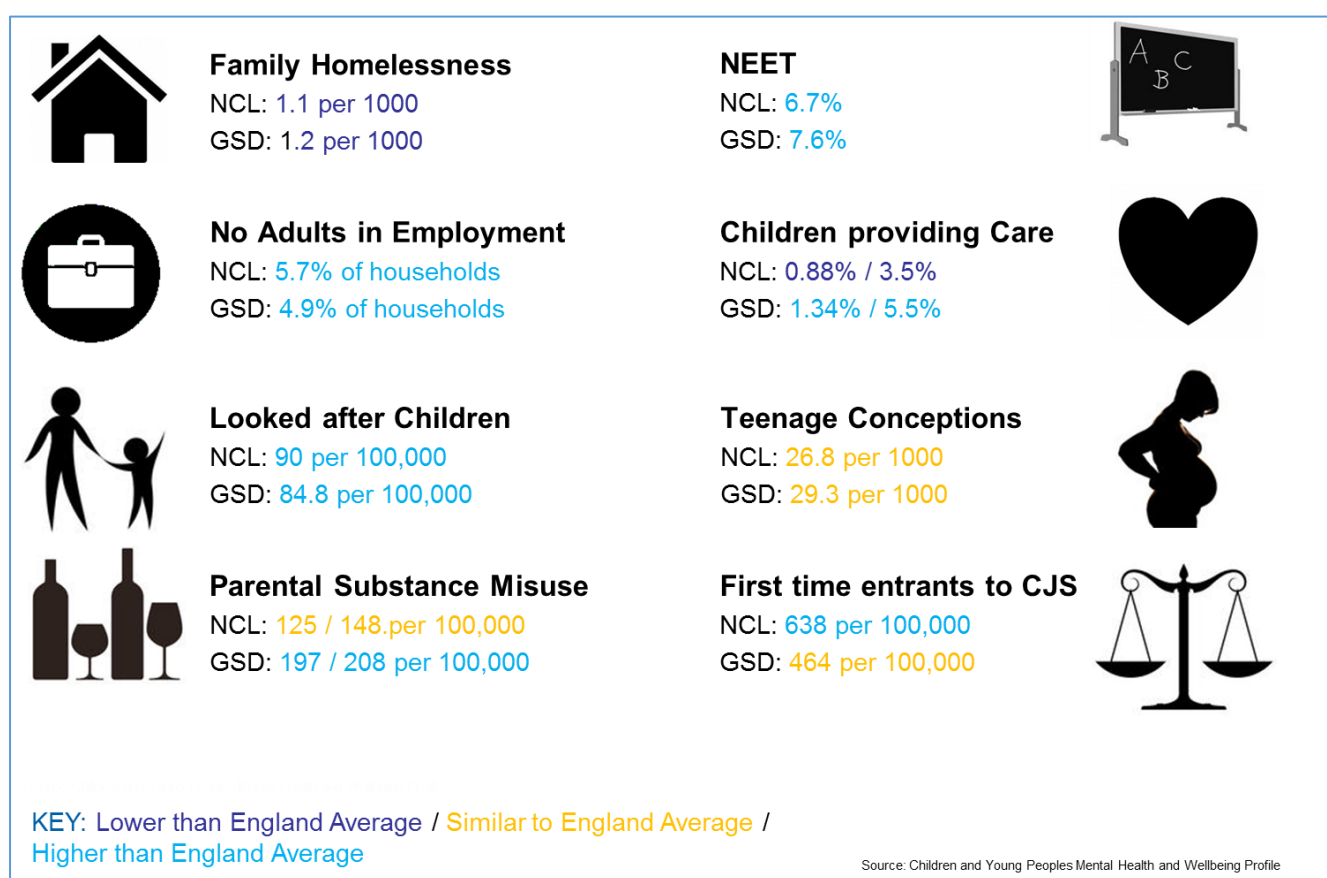 Family Homelessness
NCL: 1.1 per 1000
GSD: 1.2 per 1000
No Adults in Employment
NCL: 5.7% of households
GSD: 4.9% of households
Looked after Children
NCL: 90 per 100,000
GSD: 84.8 per 100,000
Parental Substance Misuse
NCL: 125 / 148.per 100,000
GSD: 197 / 208 per 100,000
NEET
NCL: 6.7%
GSD: 7.6%
A
B
C
Children providing Care
NCL: 0.88% / 3.5%
GSD: 1.34% / 5.5%
Teenage Conceptions
NCL: 26.8 per 1000
GSD: 29.3 per 1000
First time entrants to CJS
NCL: 638 per 100,000
GSD: 464 per 100,000
KEY: Lower than England Average / Similar to England Average /
Higher than England Average
Source: Children and Young Peoples Mental Health and Wellbeing Profile